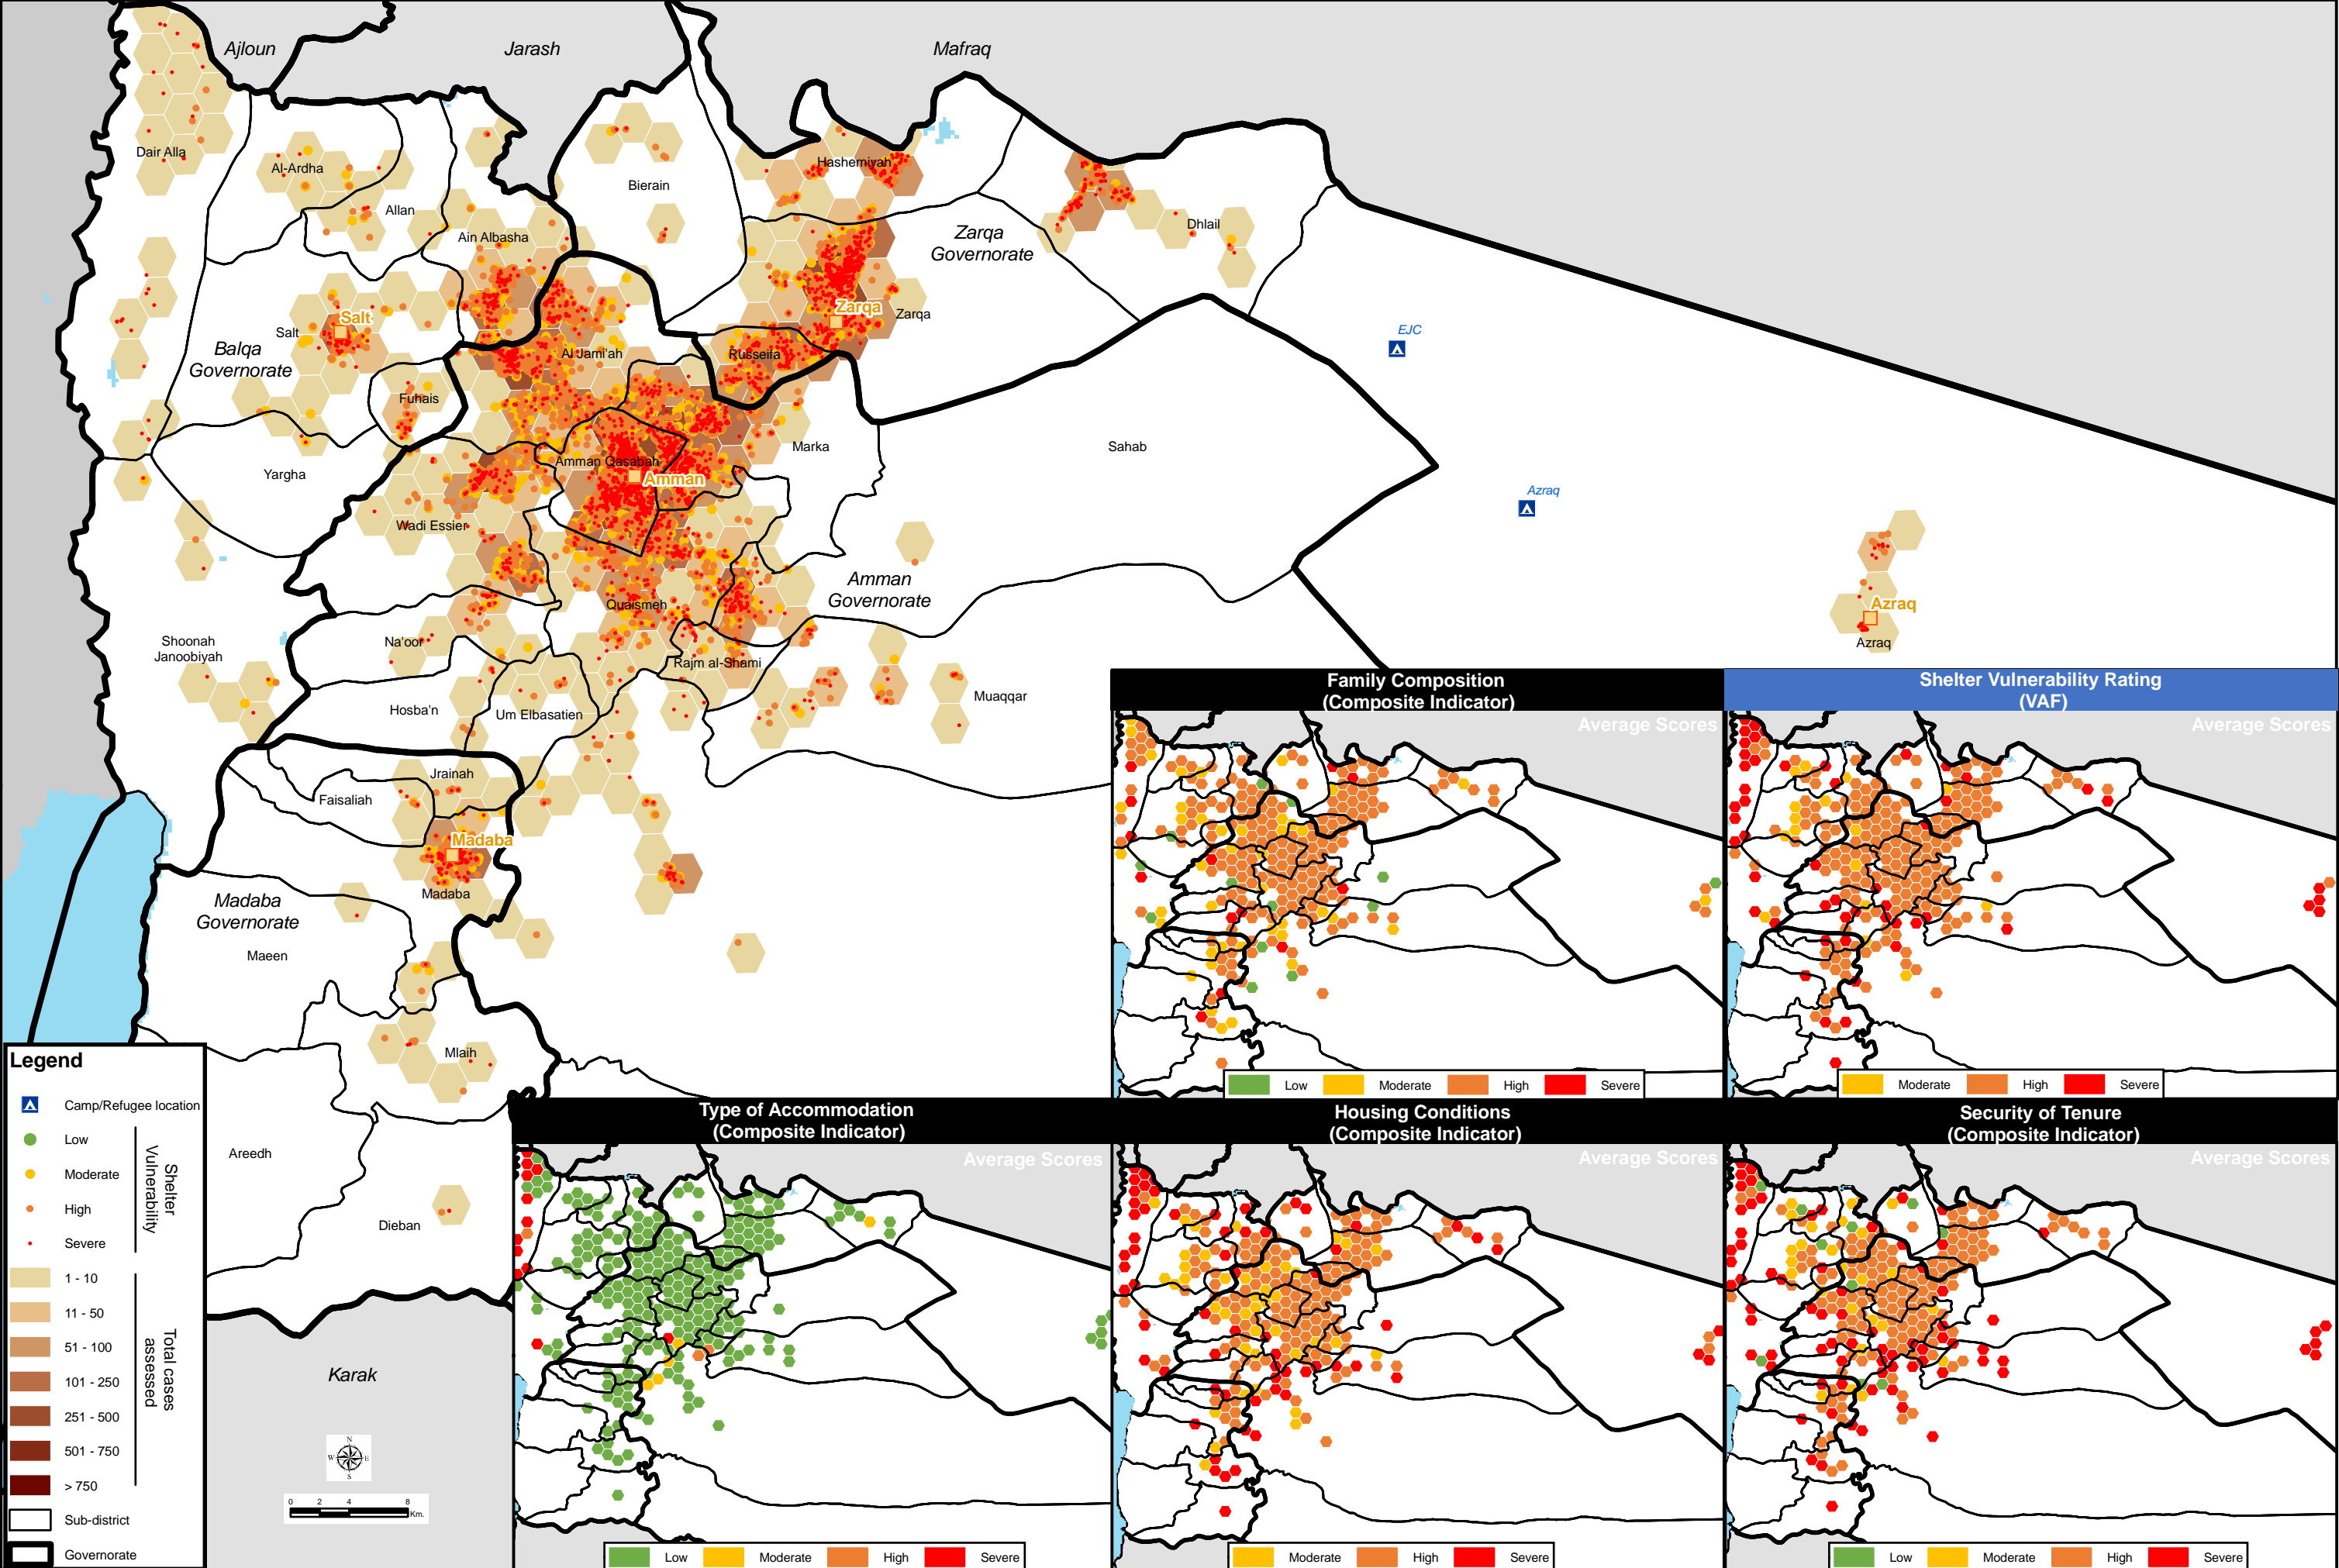 Ajloun
Jarash
Mafraq
Dair Alla
Al-Ardha
Allan
Ain Albasha
Bierain
Hashemiyah
Zarqa
Governorate
Dhlail
Salt
Salt
Balqa
Governorate
Fuhais
Al Jami'ah
Russeifa
Zarqa
Zarqa
EJC
Azraq
Yargha
Amman Qasabah
Amman
Marka
Sahab
Wadi Essier
Quaismeh
Amman
Governorate
Azraq
Azraq
Shoonah
Janoobiyah
Na'oor
Rajm al-Shami
Hosba'n
Um Elbasatien
Muaqqar
Jrainah
Faisaliah
Madaba
Madaba
Madaba
Governorate
Maeen
Mlaih
Areedh
Dieban
Karak
Legend
Camp/Refugee location
Low
Moderate
High
Severe
Shelter
Vulnerability
1 - 10
11 - 50
51 - 100
101 - 250
251 - 500
501 - 750
> 750
Total cases
assessed
Sub-district
Governorate
N
W E
S
0 2 4 8
Km.
Family Composition
(Composite Indicator)
Average Scores
Low Moderate High Severe
Shelter Vulnerability Rating
(VAF)
Average Scores
Moderate High Severe
Type of Accommodation
(Composite Indicator)
Average Scores
Low Moderate High Severe
Housing Conditions
(Composite Indicator)
Average Scores
Moderate High Severe
Security of Tenure
(Composite Indicator)
Average Scores
Low Moderate High Severe